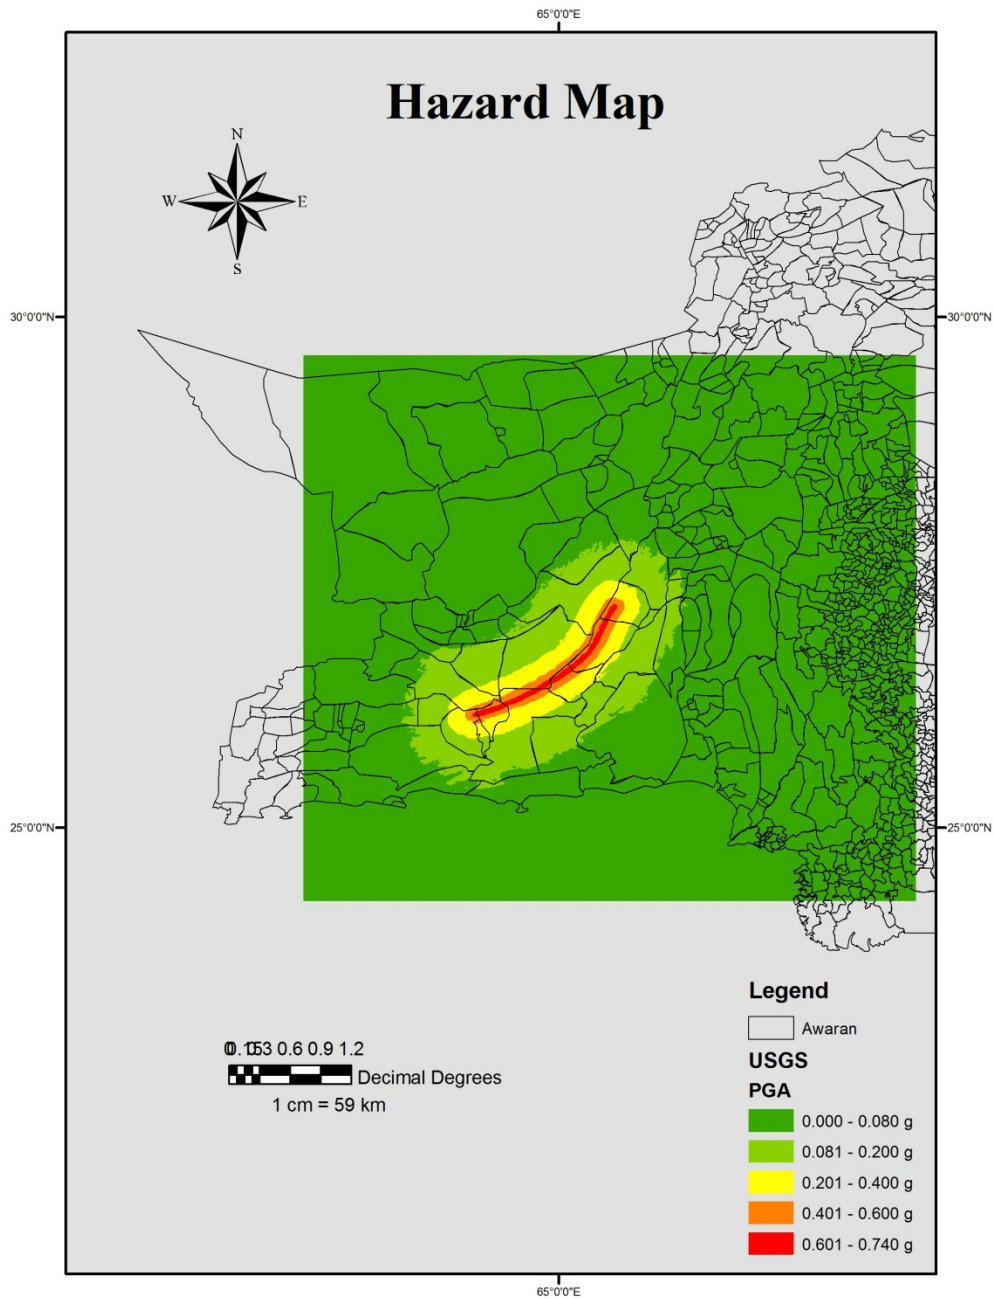 65°0'0"E
Hazard Map
N
W E
S
30°0'0"N 30°0'0"N
25°0'0"N 25°0'0"N
Legend
Awaran
USGS
PGA
0.000 - 0.080 g
0.081 - 0.200 g
0.201 - 0.400 g
0.401 - 0.600 g
0.601 - 0.740 g
0.6 0.9 1.2
Decimal Degrees
1 cm = 59 km
65°0'0"E